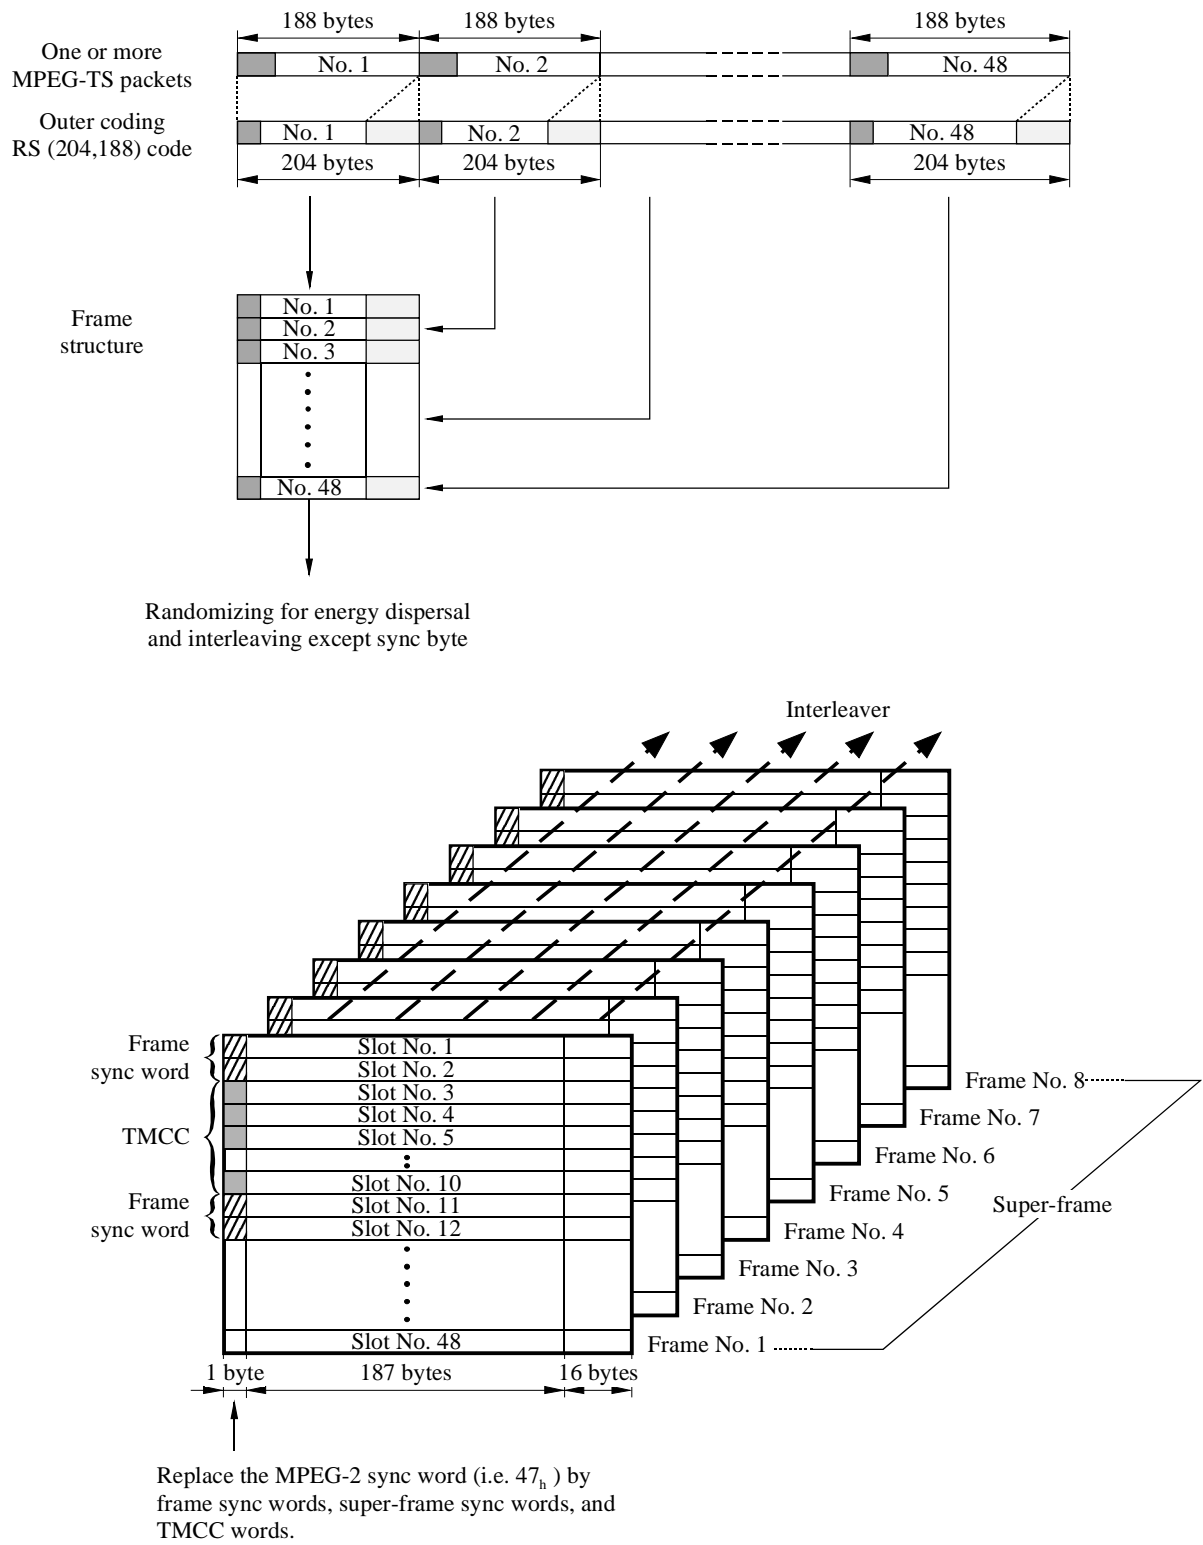 188 bytes 188 bytes 188 bytes
One or more
MPEG-TS packets
No. 1 No. 2 No. 48
Outer coding
RS (204,188) code
No. 1 No. 2 No. 48
204 bytes 204 bytes 204 bytes
Frame
structure
No. 1
No. 2
No. 3
No. 48
Randomizing for energy dispersal
and interleaving except sync byte
Interleaver
Frame
sync word
Slot No. 1
Slot No. 2
TMCC
Slot No. 3
Slot No. 4
Slot No. 5
Slot No. 10
Frame
sync word
Slot No. 11
Slot No. 12
Slot No. 48
Frame No. 8
Frame No. 7
Frame No. 6
Frame No. 5
Super-frame
Frame No. 4
Frame No. 3
Frame No. 2
Frame No. 1
1 byte 187 bytes 16 bytes
Replace the MPEG-2 sync word (i.e. 47h ) by
frame sync words, super-frame sync words, and
TMCC words.